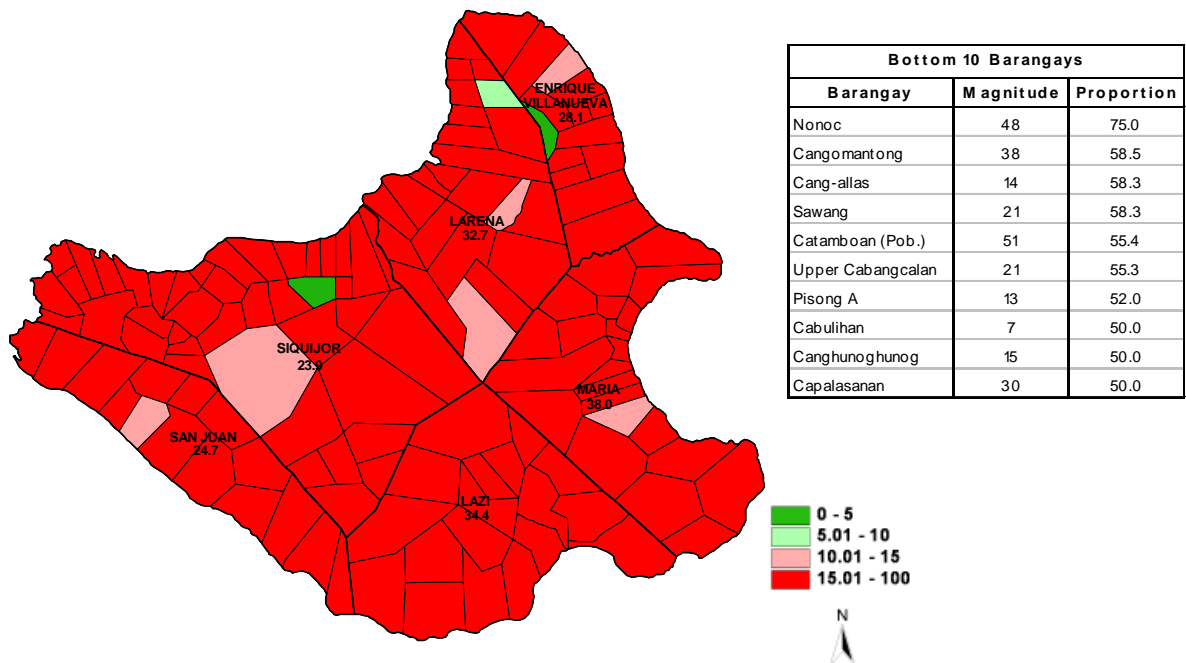 ENRIQUE
VILLANUEVA
28.1
LARENA
32.7
SIQUIJOR
23.9
MARIA
38.0
SAN JUAN
24.7
LAZI
34.4
Bottom 10 Barangays
Barangay Magnitude Proportion
Nonoc 48 75.0
Cangomantong 38 58.5
Cang-allas 14 58.3
Sawang 21 58.3
Catamboan (Pob.) 51 55.4
Upper Cabangcalan 21 55.3
Pisong A 13 52.0
Cabulihan 7 50.0
Canghunoghunog 15 50.0
Capalasanan 30 50.0
0 - 5
5.01 - 10
10.01 - 15
15.01 - 100
N